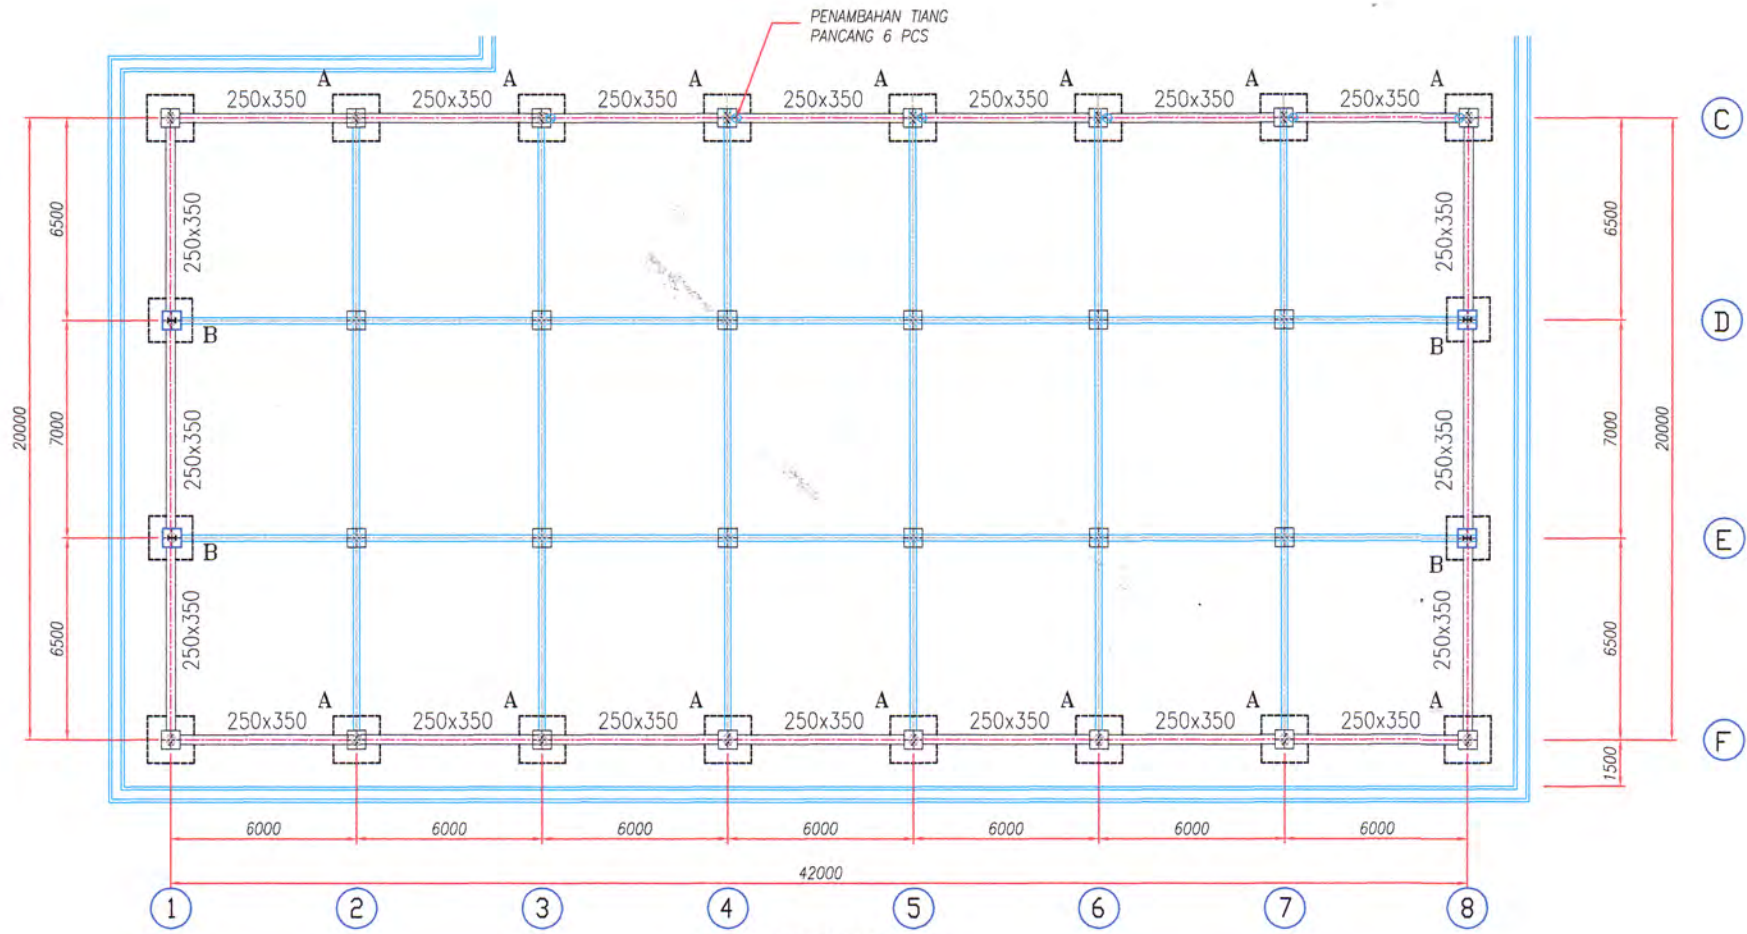 PENAMBAHAN TIANG
PANCANG 6 PCS
A A A A A A A
250x350 250x350 250x350 250x350 250x350 250x350 250x350
C
6500 250x350 250x350 6500
B B
D
20000 7000 250x350 250x350 7000 20000
B B
E
6500 250x350 250x350 6500
A A A A A A A
250x350 250x350 250x350 250x350 250x350 250x350 250x350
F
1500
6000 6000 6000 6000 6000 6000 6000
42000
1 2 3 4 5 6 7 8